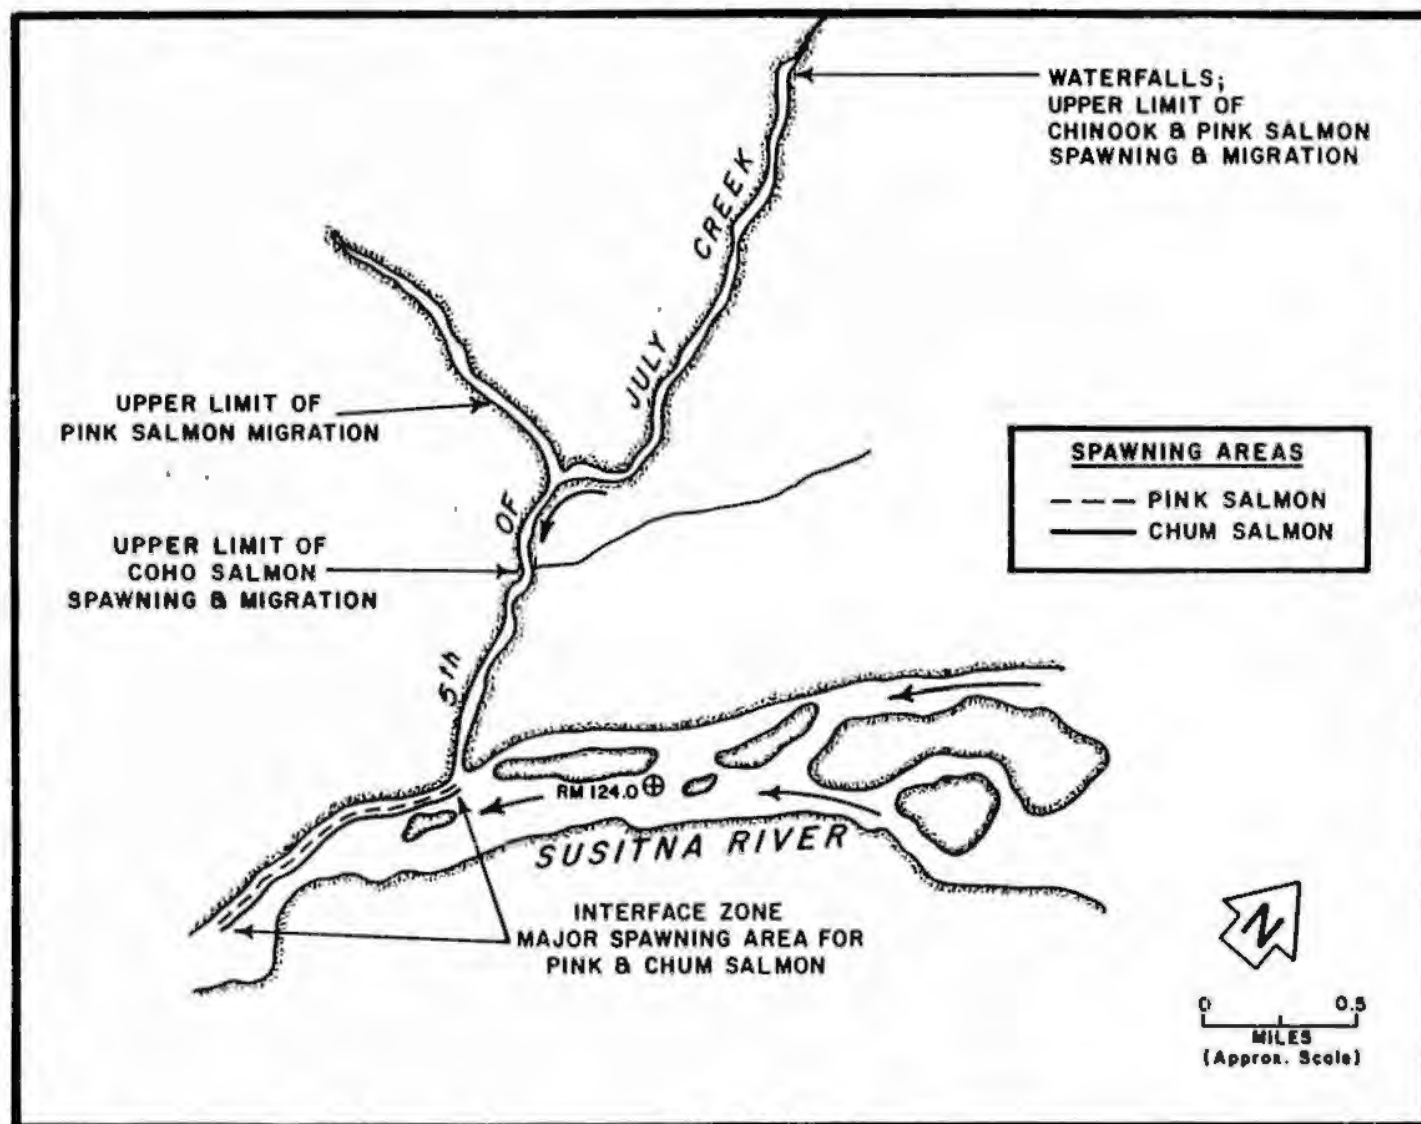 WATERFALLS;
UPPER LIMIT OF
CHINOOK & PINK SALMON
SPAWNING & MIGRATION
5th OF JULY CREEK
UPPER LIMIT OF
PINK SALMON MIGRATION
SPAWNING AREAS
PINK SALMON
CHUM SALMON
UPPER LIMIT OF
COHO SALMON
SPAWNING & MIGRATION
RM 124.0
SUSITNA RIVER
INTERFACE ZONE
MAJOR SPAWNING AREA FOR
PINK & CHUM SALMON
N
0 0.5
MILES
(Approx. Scale)